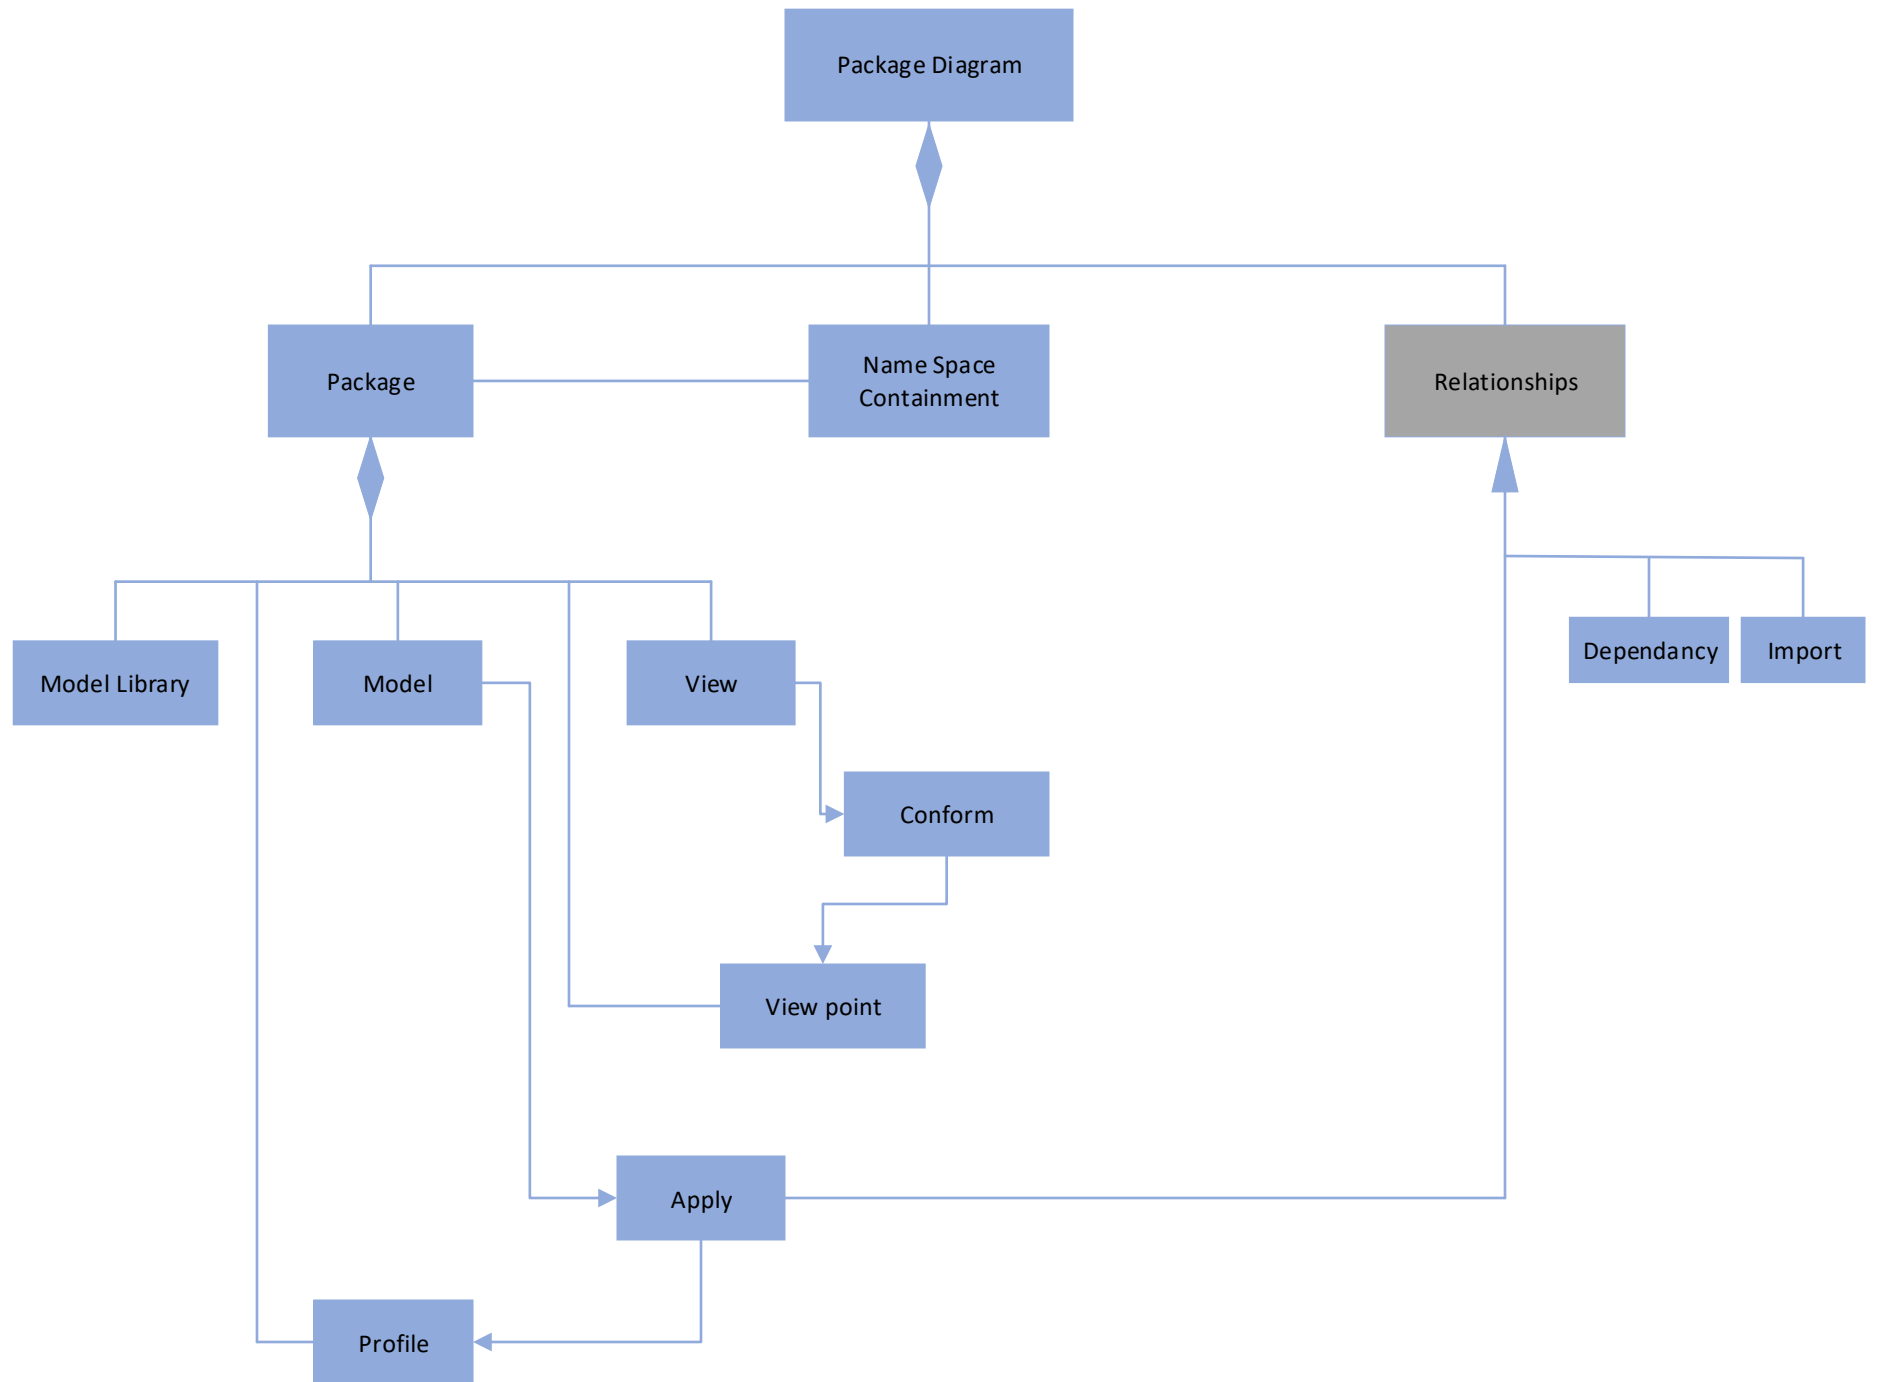 Package Diagram
Package
Name Space
Containment
Relationships
Dependancy
Import
Model Library
Model
View
Conform
View point
Apply
Profile